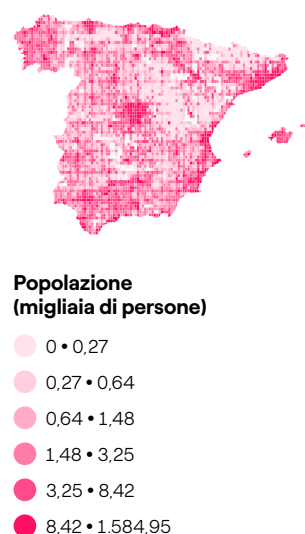 Popolazione
(migliaia di persone)
0 • 0,27
0,27 • 0,64
0,64 • 1,48
1,48 • 3,25
3,25 • 8,42
8,42 • 1.584,95